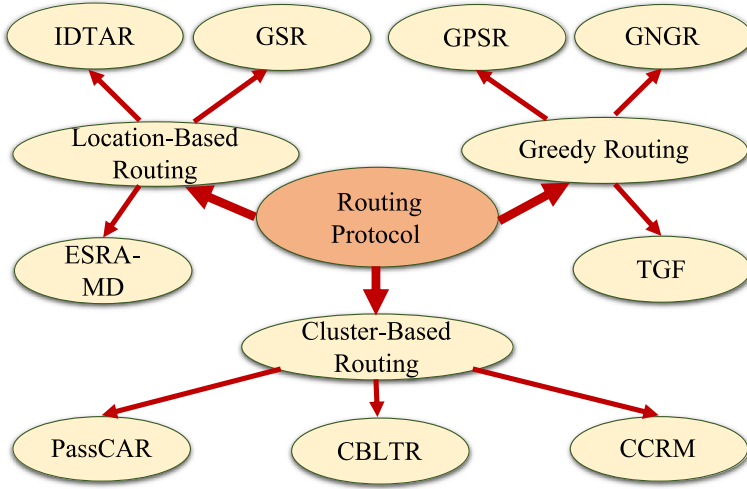 IDTAR
GSR
GPSR
GNGR
Location-Based
Routing
Greedy Routing
Routing
Protocol
ESRA-
MD
TGF
Cluster-Based
Routing
PassCAR
CBLTR
CCRM